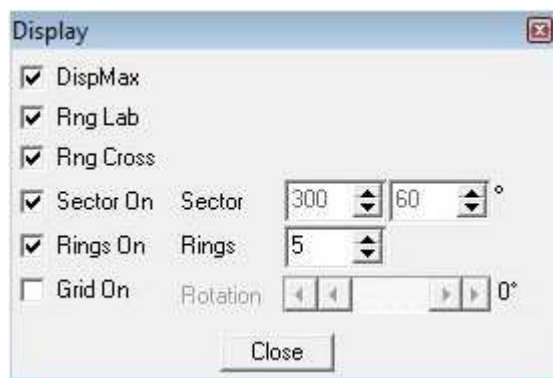 Display
DispMax
Rng Lab
Rng Cross
Sector On Sector 300 60 °
Rings On Rings 5
Grid On Rotation 0°
Close